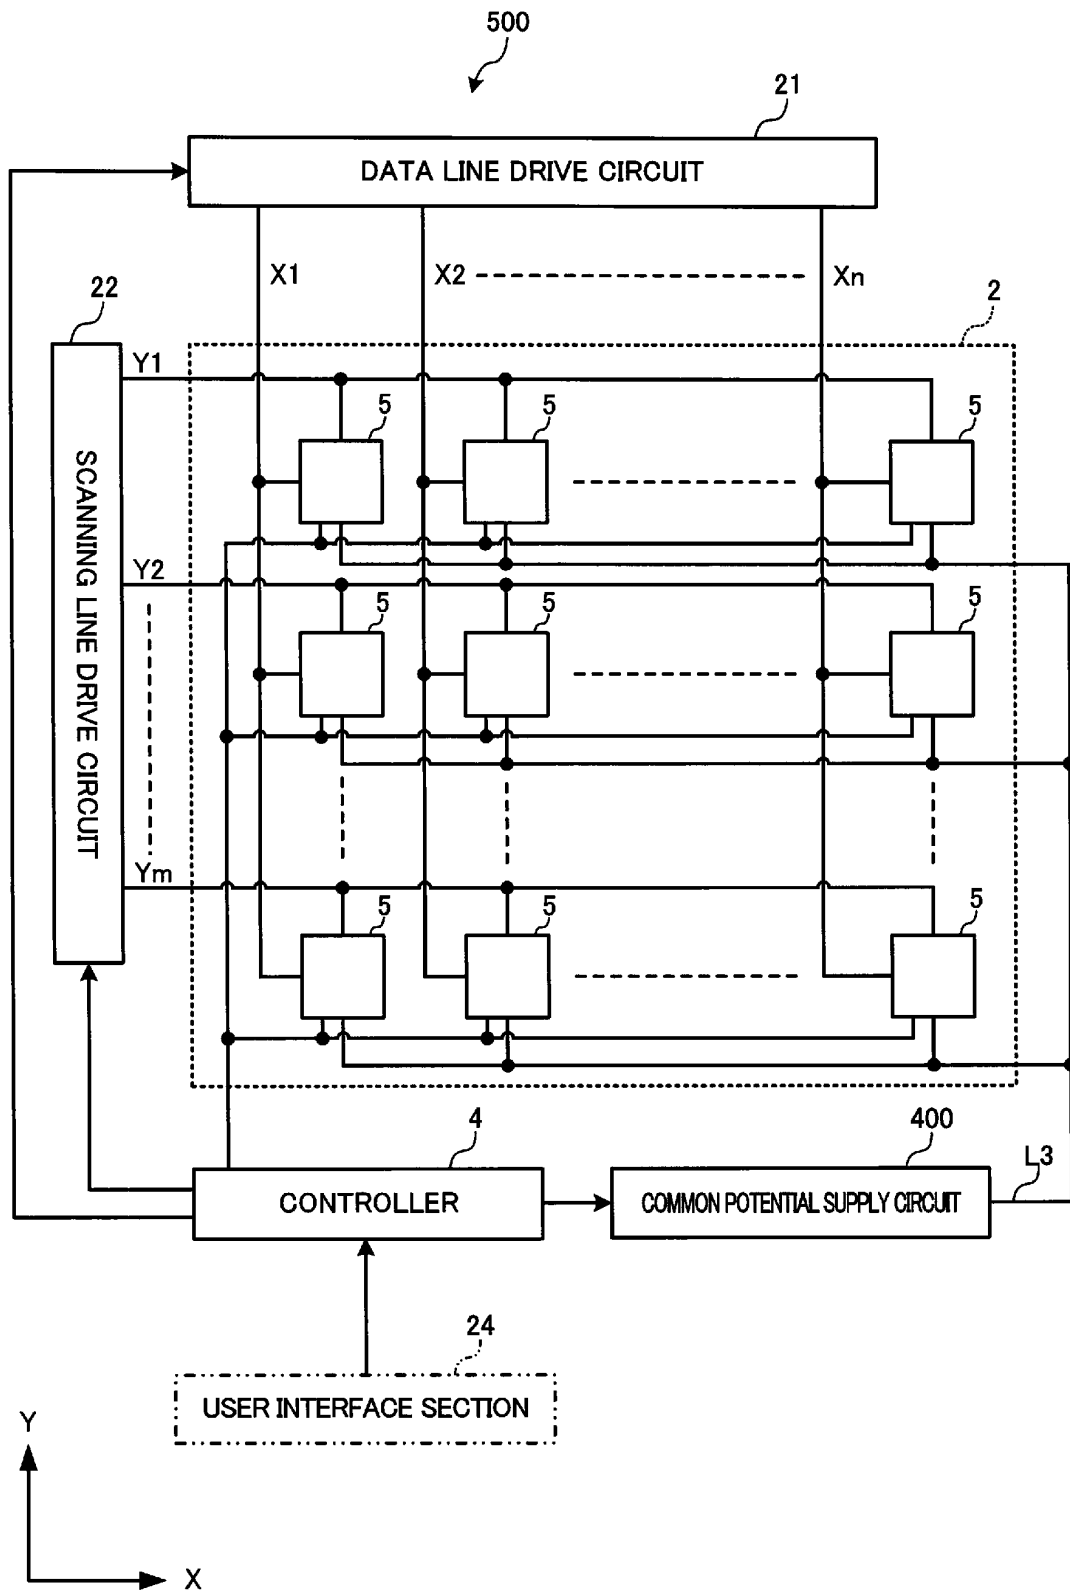 500
21
DATA LINE DRIVE CIRCUIT
X1
X2
Xn
22
2
Y1
5
5
5
SCANNING LINE DRIVE CIRCUIT
Y2
5
5
5
Ym
5
5
5
4
400
L3
CONTROLLER
COMMON POTENTIAL SUPPLY CIRCUIT
24
USER INTERFACE SECTION
Y
X